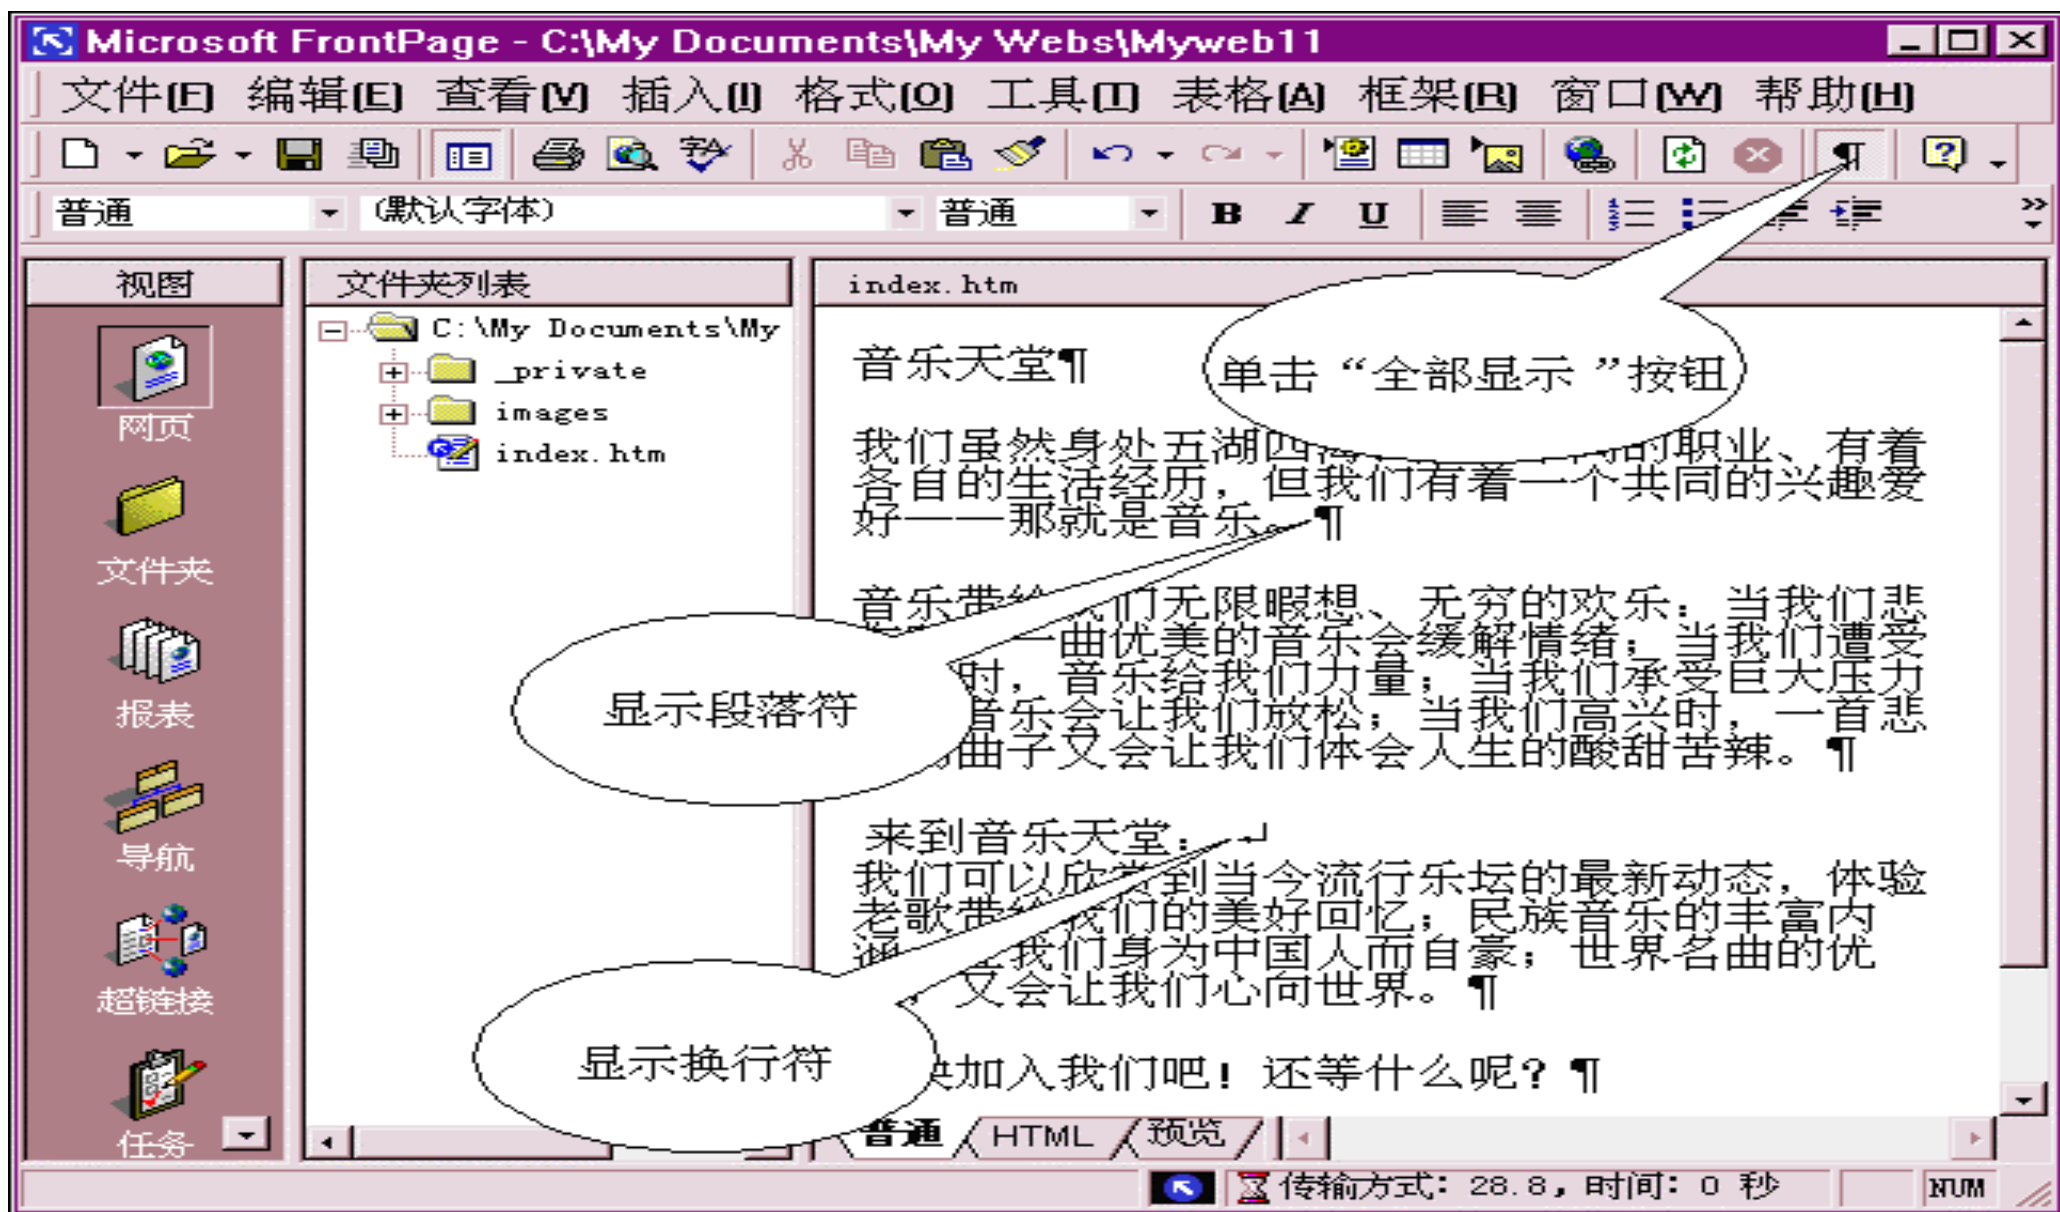 Microsoft FrontPage - C:\My Documents\My Webs\Myweb11
文件(F) 编辑(E) 查看(V) 插入(I) 格式(O) 工具(T) 表格(A) 框架(R) 窗口(W) 帮助(H)
普通 (默认字体) 普通 B I U
视图
网页
文件夹
报表
导航
超链接
任务
文件夹列表
C:\My Documents\My
_private
images
index.htm
index.htm
音乐天堂¶
单击“全部显示”按钮
我们虽然身处五湖四 的职业、有着
各自的生活经历，但我们有着一个共同的兴趣爱
好——那就是音乐。¶
音乐带给我们无限暇想、无穷的欢乐；当我们悲
一曲优美的音乐会缓解情绪；当我们遭受
时，音乐给我们力量；当我们承受巨大压力
音乐会让我们放松；当我们高兴时，一首悲
曲子又会让我们体会人生的酸甜苦辣。¶
显示段落符
来到音乐天堂：↵
我们可以欣赏到当今流行乐坛的最新动态，体验
老歌带给我们的美好回忆；民族音乐的丰富内
我们身为中国人而自豪；世界名曲的优
又会让我们心向世界。¶
显示换行符
加入我们吧！还等什么呢？¶
普通 HTML 预览
传输方式：28.8，时间：0 秒 NUM